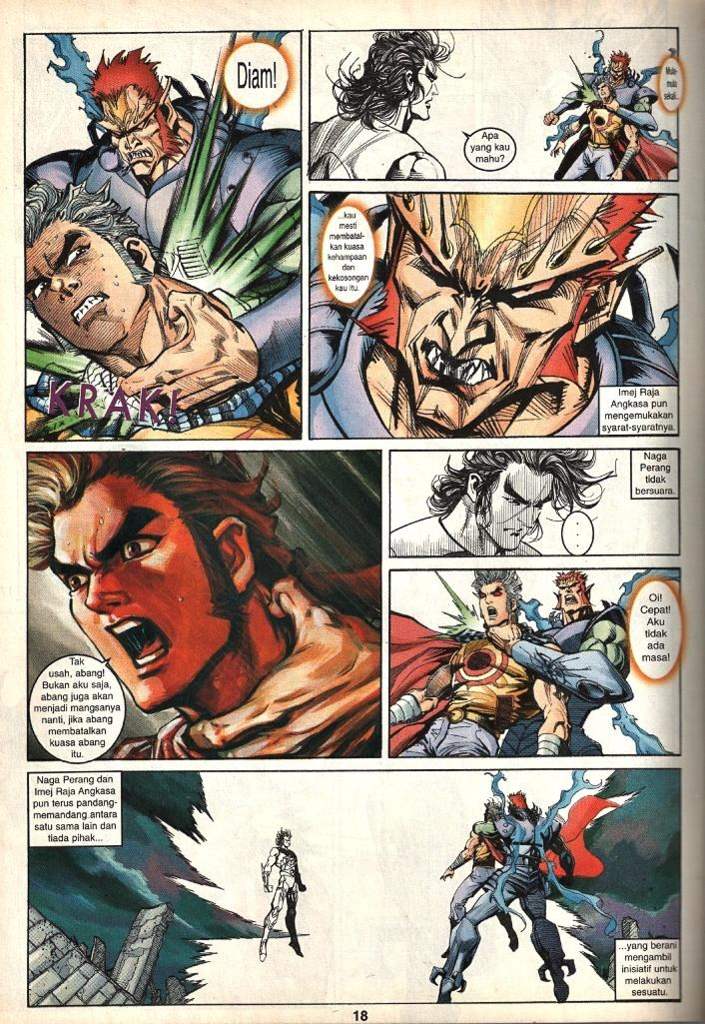 Diam!
KRAK!
Apa
yang kau
mahu?
Mula-
mula
sekali...
...kau
mesti
membatal-
kan kuasa
kehampaan
dan
kekosongan
kau itu.
Imej Raja
Angkasa pun
mengemukakan
syarat-syaratnya.
Tak
usah, abang!
Bukan aku saja,
abang juga akan
menjadi mangsanya
nanti, jika abang
membatalkan
kuasa abang
itu.
Naga
Perang
tidak
bersuara.
...
Oi!
Cepat!
Aku
tidak
ada
masa!
Naga Perang dan
Imej Raja Angkasa
pun terus pandang-
memandang antara
satu sama lain dan
tiada pihak...
...yang berani
mengambil
inisiatif untuk
melakukan
sesuatu.
18